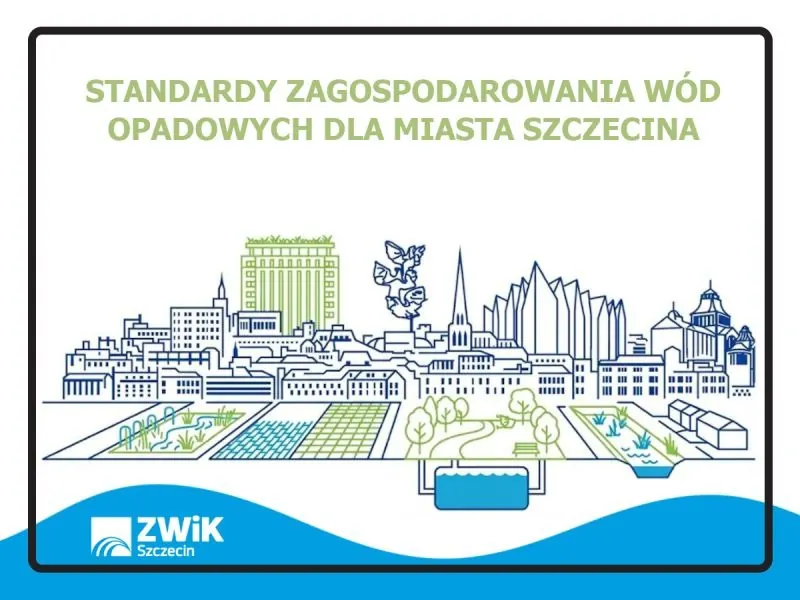 STANDARDY ZAGOSPODAROWANIA WÓD
OPADOWYCH DLA MIASTA SZCZECINA
ZWiK
Szczecin